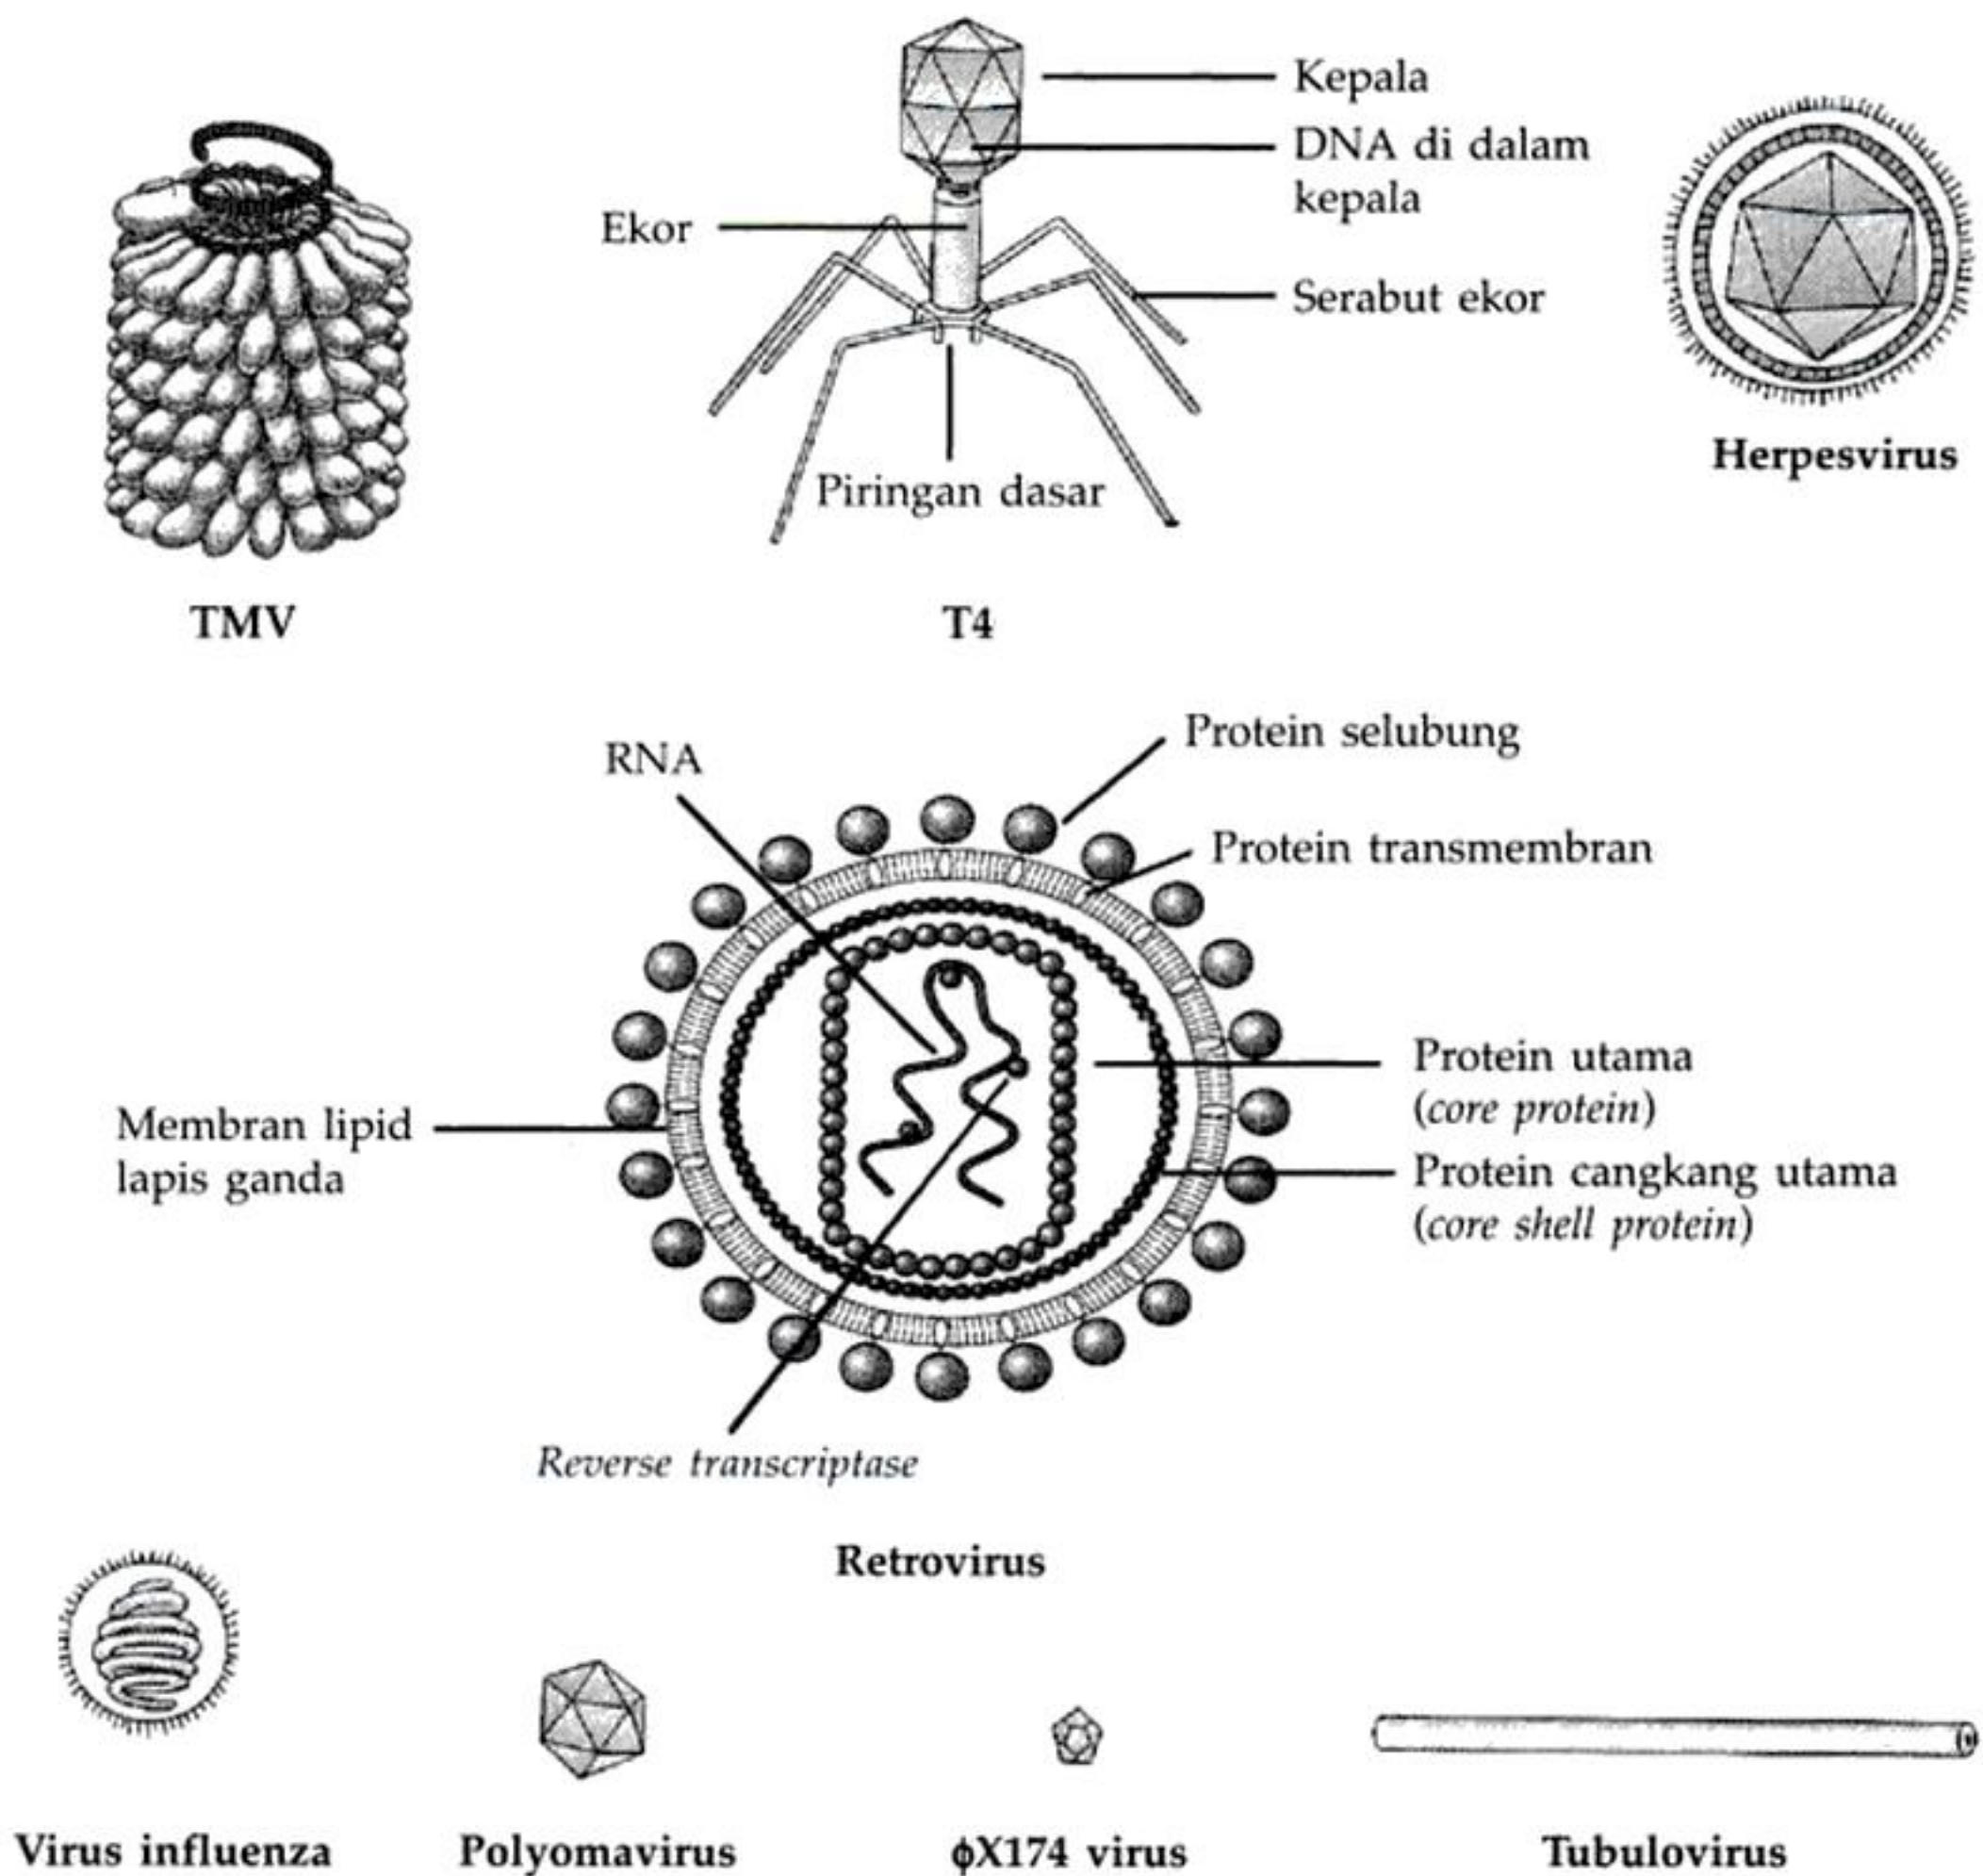 Kepala
DNA di dalam
kepala
Ekor
Serabut ekor
Piringan dasar
Herpesvirus
TMV
T4
RNA
Protein selubung
Protein transmembran
Membran lipid
lapis ganda
Protein utama
(core protein)
Protein cangkang utama
(core shell protein)
Reverse transcriptase
Retrovirus
Virus influenza
Polyomavirus
ϕX174 virus
Tubulovirus